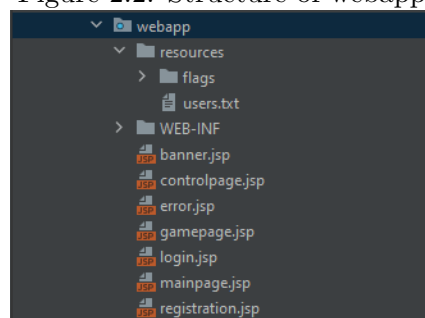 Figure 2.2: Structure of webapp
webapp
resources
flags
users.txt
WEB-INF
banner.jsp
controlpage.jsp
error.jsp
gamepage.jsp
login.jsp
mainpage.jsp
registration.jsp